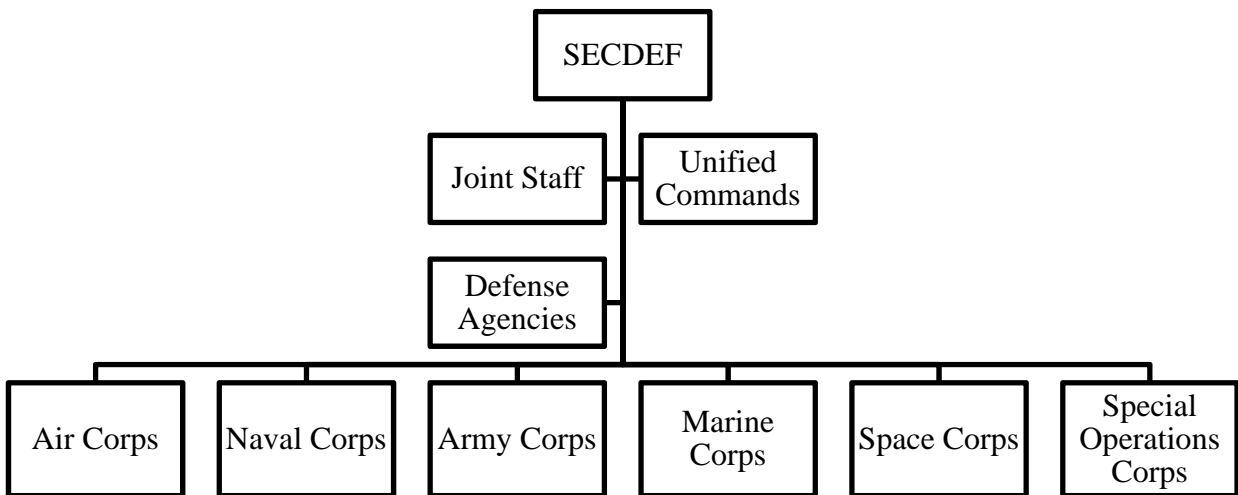 SECDEF
Joint Staff
Unified
Commands
Defense
Agencies
Air Corps
Naval Corps
Army Corps
Marine
Corps
Space Corps
Special
Operations
Corps